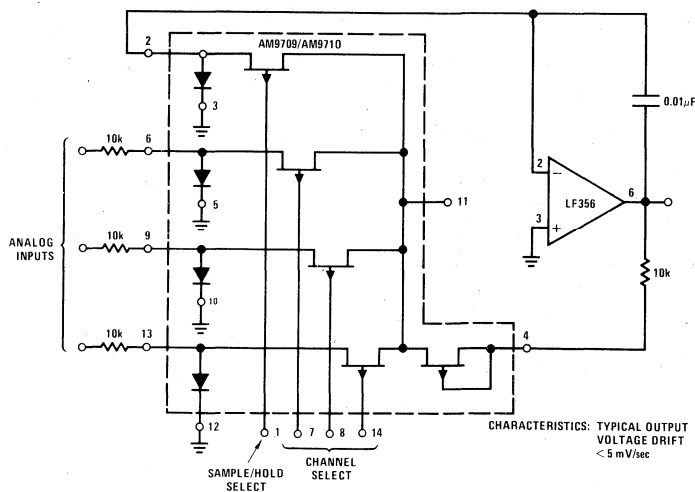 AM9709/AM9710
2
3
0.01µF
10k
6
5
2
6
LF356
3
11
ANALOG
INPUTS
10k
9
10
10k
10k
13
4
12
1
7
8
14
CHARACTERISTICS: TYPICAL OUTPUT
VOLTAGE DRIFT
< 5 mV/sec
CHANNEL
SELECT
SAMPLE/HOLD
SELECT